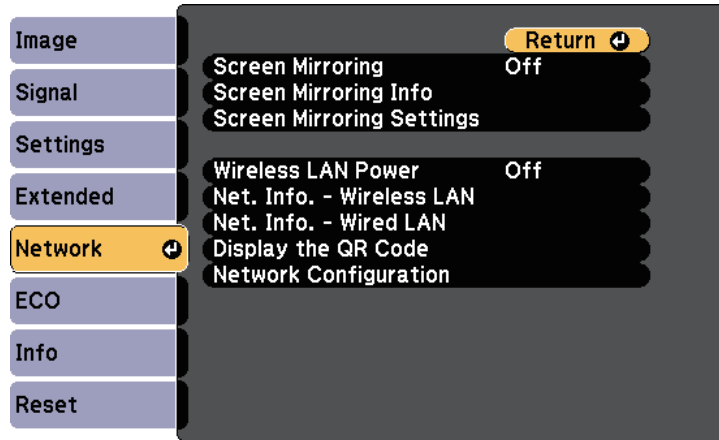 Image
Signal
Settings
Extended
Network
ECO
Info
Reset
Return
Screen Mirroring Off
Screen Mirroring Info
Screen Mirroring Settings
Wireless LAN Power Off
Net. Info. - Wireless LAN
Net. Info. - Wired LAN
Display the QR Code
Network Configuration